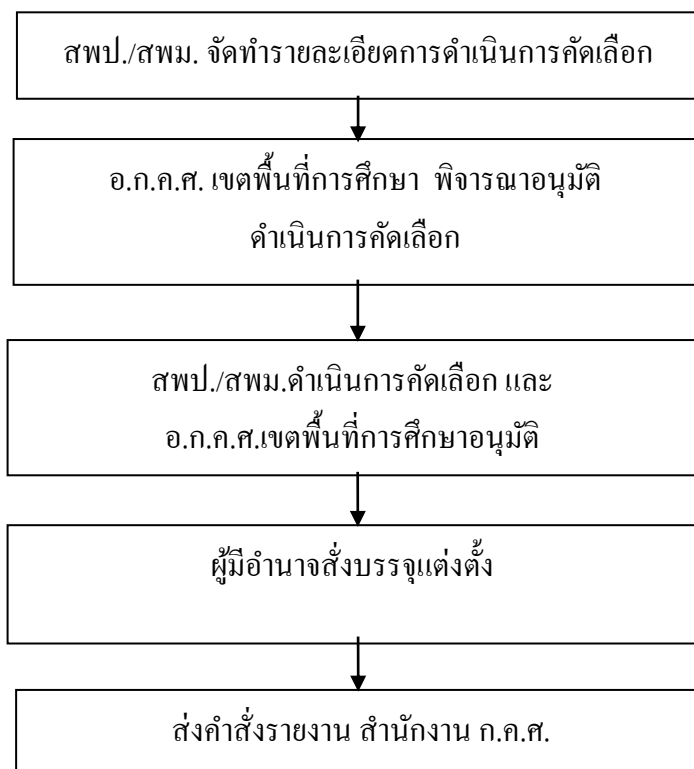 สพป./สพม. จัดทำรายละเอียดการดำเนินการคัดเลือก
อ.ก.ค.ศ. เขตพื้นที่การศึกษา พิจารณาอนุมัติ
ดำเนินการคัดเลือก
สพป./สพม.ดำเนินการคัดเลือก และ
อ.ก.ค.ศ.เขตพื้นที่การศึกษาอนุมัติ
ผู้มีอำนาจสั่งบรรจุแต่งตั้ง
ส่งคำสั่งรายงาน สำนักงาน ก.ค.ศ.